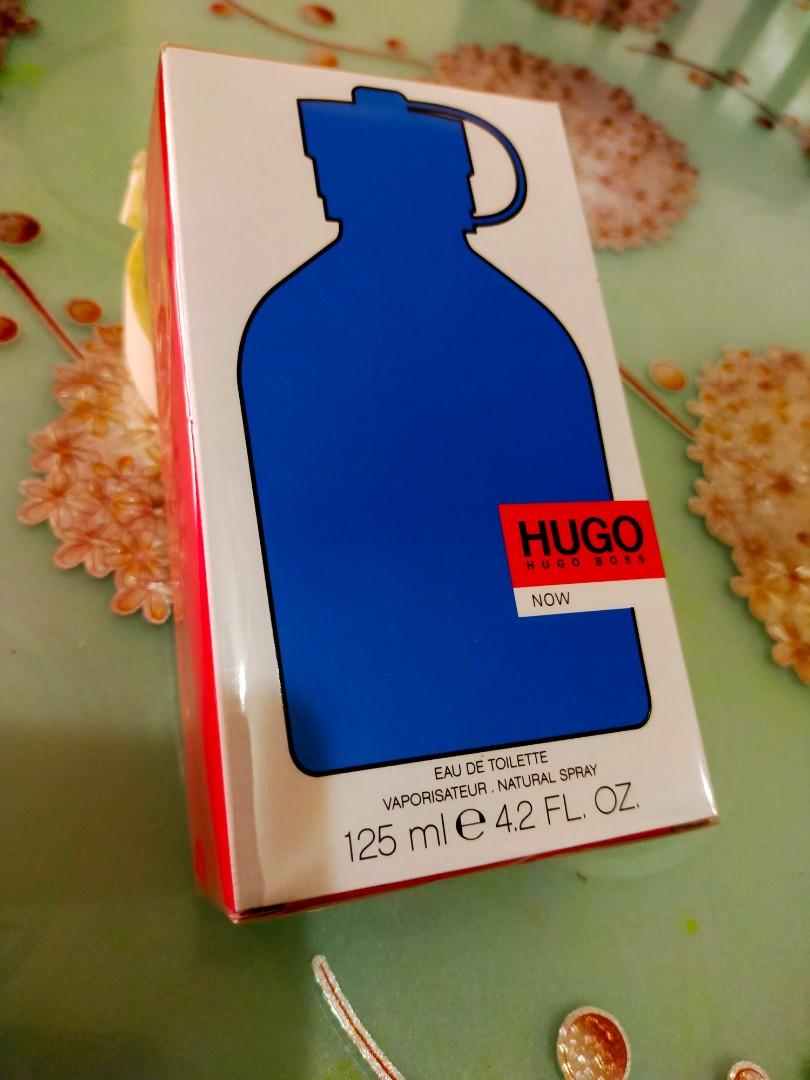 HUGO
HUGO BOSS
NOW
EAU DE TOILETTE
VAPORISATEUR . NATURAL SPRAY
125 ml ℮ 4.2 FL. OZ.